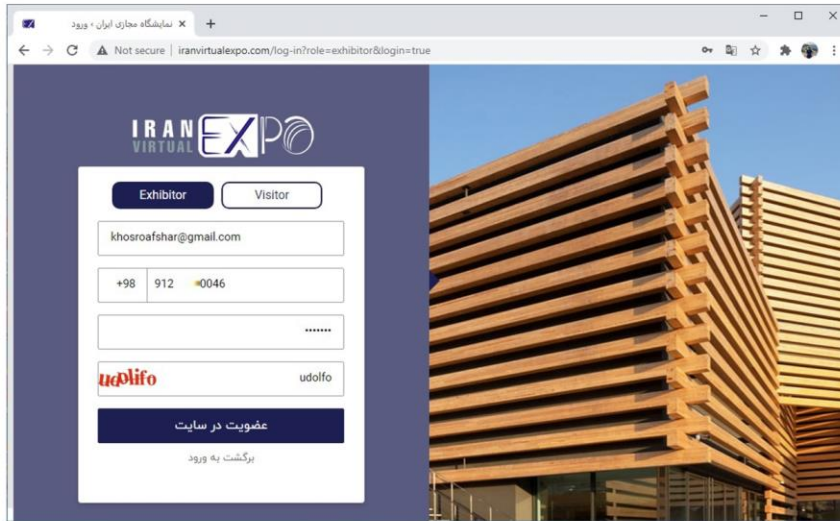 نمایشگاه مجازی ایران › ورود
Not secure | iranvirtualexpo.com/log-in?role=exhibitor&login=true
IRAN EXPO
VIRTUAL
Exhibitor Visitor
khosroafshar@gmail.com
+98 912 0046
udolifo udolfo
عضویت در سایت
برگشت به ورود